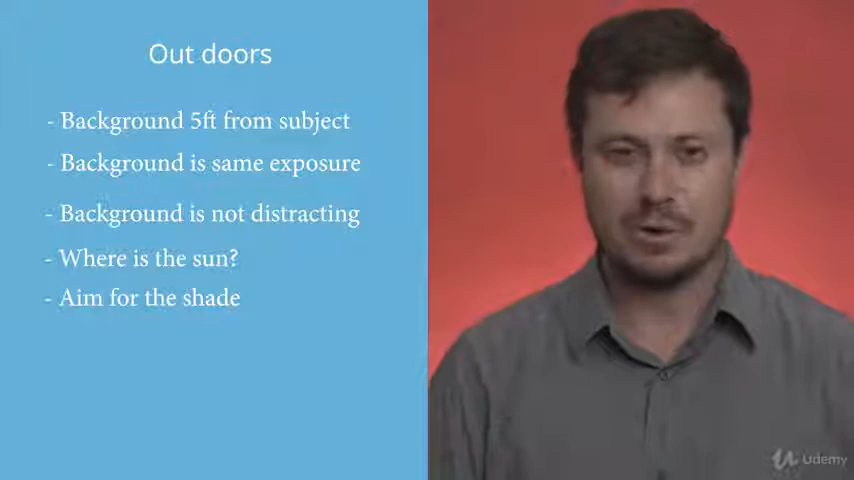 Out doors
- Background 5ft from subject
- Background is same exposure
- Background is not distracting
- Where is the sun?
- Aim for the shade
Udemy